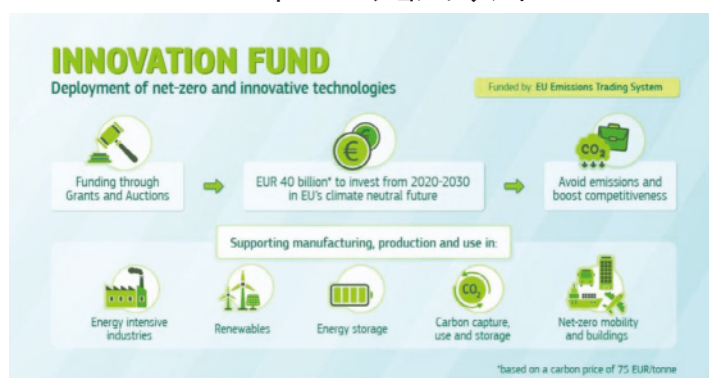 INNOVATION FUND
Deployment of net-zero and innovative technologies
Funded by: EU Emissions Trading System
CO₂
Funding through
Grants and Auctions
EUR 40 billion* to invest from 2020-2030
in EU's climate neutral future
Avoid emissions and
boost competitiveness
Supporting manufacturing, production and use in:
CO₂
Energy intensive
industries
Renewables
Energy storage
Carbon capture,
use and storage
Net-zero mobility
and buildings
*based on a carbon price of 75 EUR/tonne